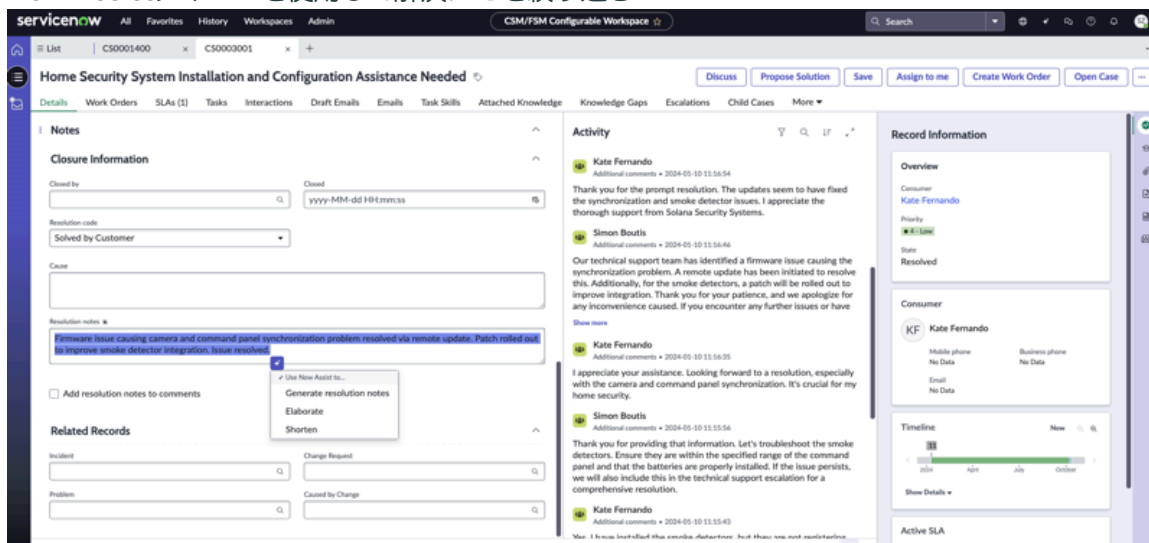 servicenow All Favorites History Workspaces Admin CSM/FSM Configurable Workspace Search
List CS0001400 × CS0003001 × +
Home Security System Installation and Configuration Assistance Needed Discuss Propose Solution Save Assign to me Create Work Order Open Case
Details Work Orders SLAs (1) Tasks Interactions Draft Emails Emails Task Skills Attached Knowledge Knowledge Gaps Escalations Child Cases More
Notes
Closure Information
Closed by
Closed
yyyy-MM-dd HH:mm:ss
Resolution code
Solved by Customer
Cause
Resolution notes
Firmware issue causing camera and command panel synchronization problem resolved via remote update. Patch rolled out
to improve smoke detector integration. Issue resolved.
Use Now Assist to...
Generate resolution notes
Elaborate
Shorten
Add resolution notes to comments
Related Records
Incident
Change Request
Problem
Caused by Change
Activity
Kate Fernando
Additional comments • 2024-05-10 11:16:54
Thank you for the prompt resolution. The updates seem to have fixed
the synchronization and smoke detector issues. I appreciate the
thorough support from Solana Security Systems.
Simon Boutis
Additional comments • 2024-05-10 11:16:46
Our technical support team has identified a firmware issue causing the
synchronization problem. A remote update has been initiated to resolve
this. Additionally, for the smoke detectors, a patch will be rolled out to
improve integration. Thank you for your patience, and we apologize for
any inconvenience caused. If you encounter any further issues or have
Show more
Kate Fernando
Additional comments • 2024-05-10 11:16:35
I appreciate your assistance. Looking forward to a resolution, especially
with the camera and command panel synchronization. It's crucial for my
home security.
Simon Boutis
Additional comments • 2024-05-10 11:15:56
Thank you for providing that information. Let's troubleshoot the smoke
detectors. Ensure they are within the specified range of the command
panel and that the batteries are properly installed. If the issue persists,
we will also include this in the technical support escalation for a
comprehensive resolution.
Kate Fernando
Additional comments • 2024-05-10 11:15:43
Yes, I have installed the smoke detectors, but they are not registering
Record Information
Overview
Consumer
Kate Fernando
Priority
4 - Low
State
Resolved
Consumer
KF Kate Fernando
Mobile phone
No Data
Business phone
No Data
Email
No Data
Timeline
Now
11
2024 April July October
Show Details
Active SLA